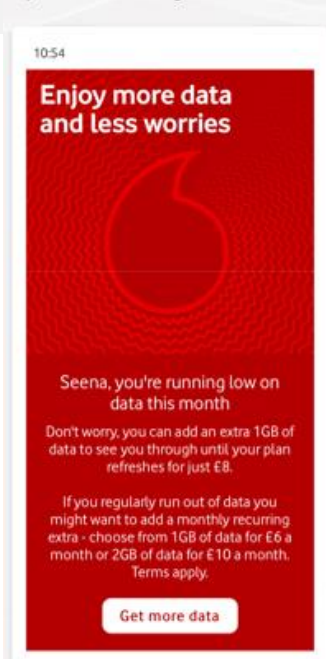 10:54
Enjoy more data
and less worries
Seena, you're running low on
data this month
Don't worry, you can add an extra 1GB of
data to see you through until your plan
refreshes for just £8.
If you regularly run out of data you
might want to add a monthly recurring
extra - choose from 1GB of data for £6 a
month or 2GB of data for £10 a month.
Terms apply.
Get more data